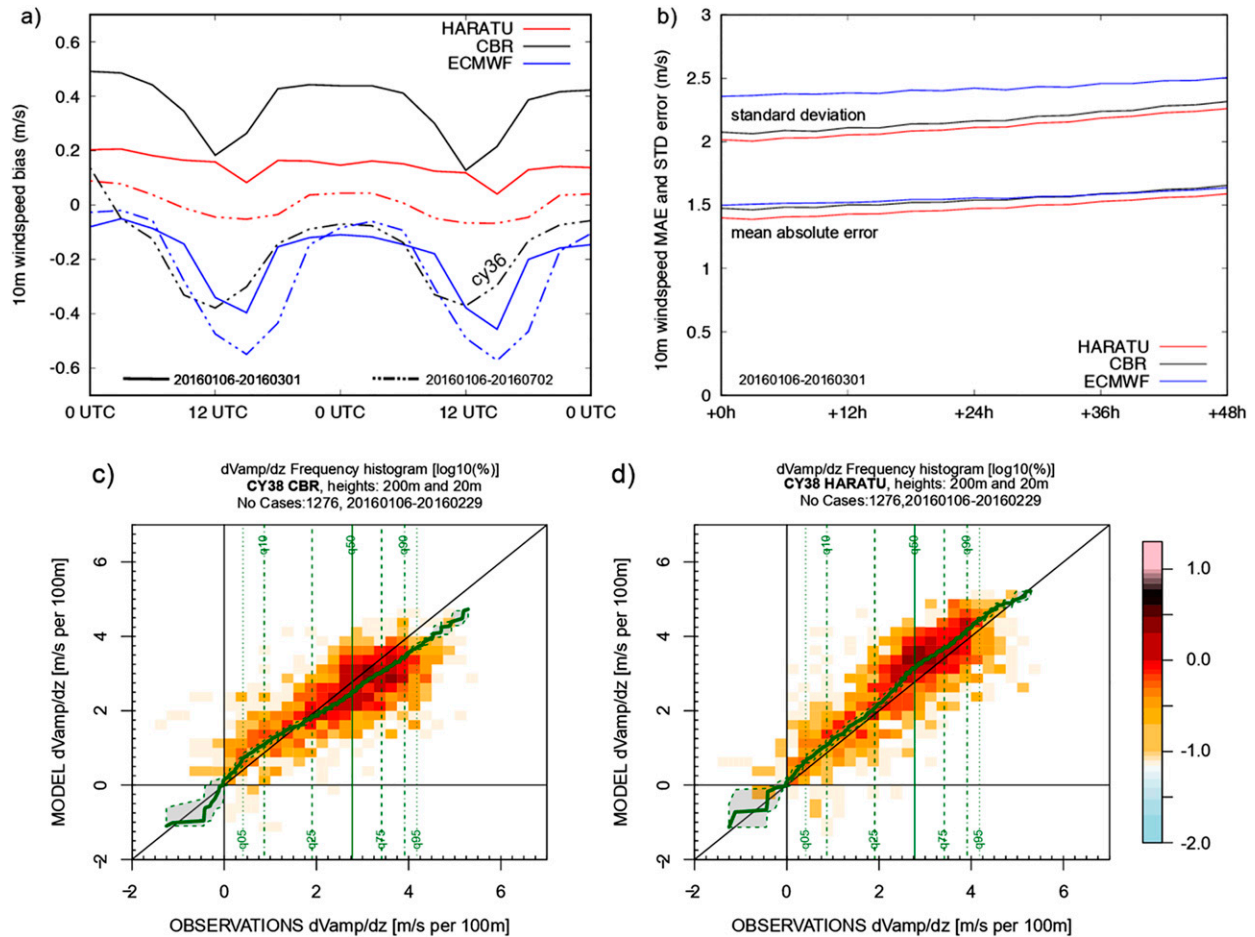 a)
HARATU
CBR
ECMWF
10m windspeed bias (m/s)
0.6
0.4
0.2
0
-0.2
-0.4
-0.6
cy36
20160106-20160301
20160106-20160702
0 UTC
12 UTC
0 UTC
12 UTC
0 UTC
b)
10m windspeed MAE and STD error (m/s)
3
2.5
2
1.5
1
0.5
0
standard deviation
mean absolute error
HARATU
CBR
ECMWF
20160106-20160301
+0h
+12h
+24h
+36h
+48h
c)
dVamp/dz Frequency histogram [log10(%)]
CY38 CBR, heights: 200m and 20m
No Cases:1276, 20160106-20160229
MODEL dVamp/dz [m/s per 100m]
6
4
2
0
-2
q10
q50
q90
q05
q25
q75
q95
−2
0
2
4
6
OBSERVATIONS dVamp/dz [m/s per 100m]
d)
dVamp/dz Frequency histogram [log10(%)]
CY38 HARATU, heights: 200m and 20m
No Cases:1276,20160106-20160229
MODEL dVamp/dz [m/s per 100m]
6
4
2
0
-2
q10
q50
q90
q05
q25
q75
q95
−2
0
2
4
6
OBSERVATIONS dVamp/dz [m/s per 100m]
1.0
0.0
-1.0
-2.0